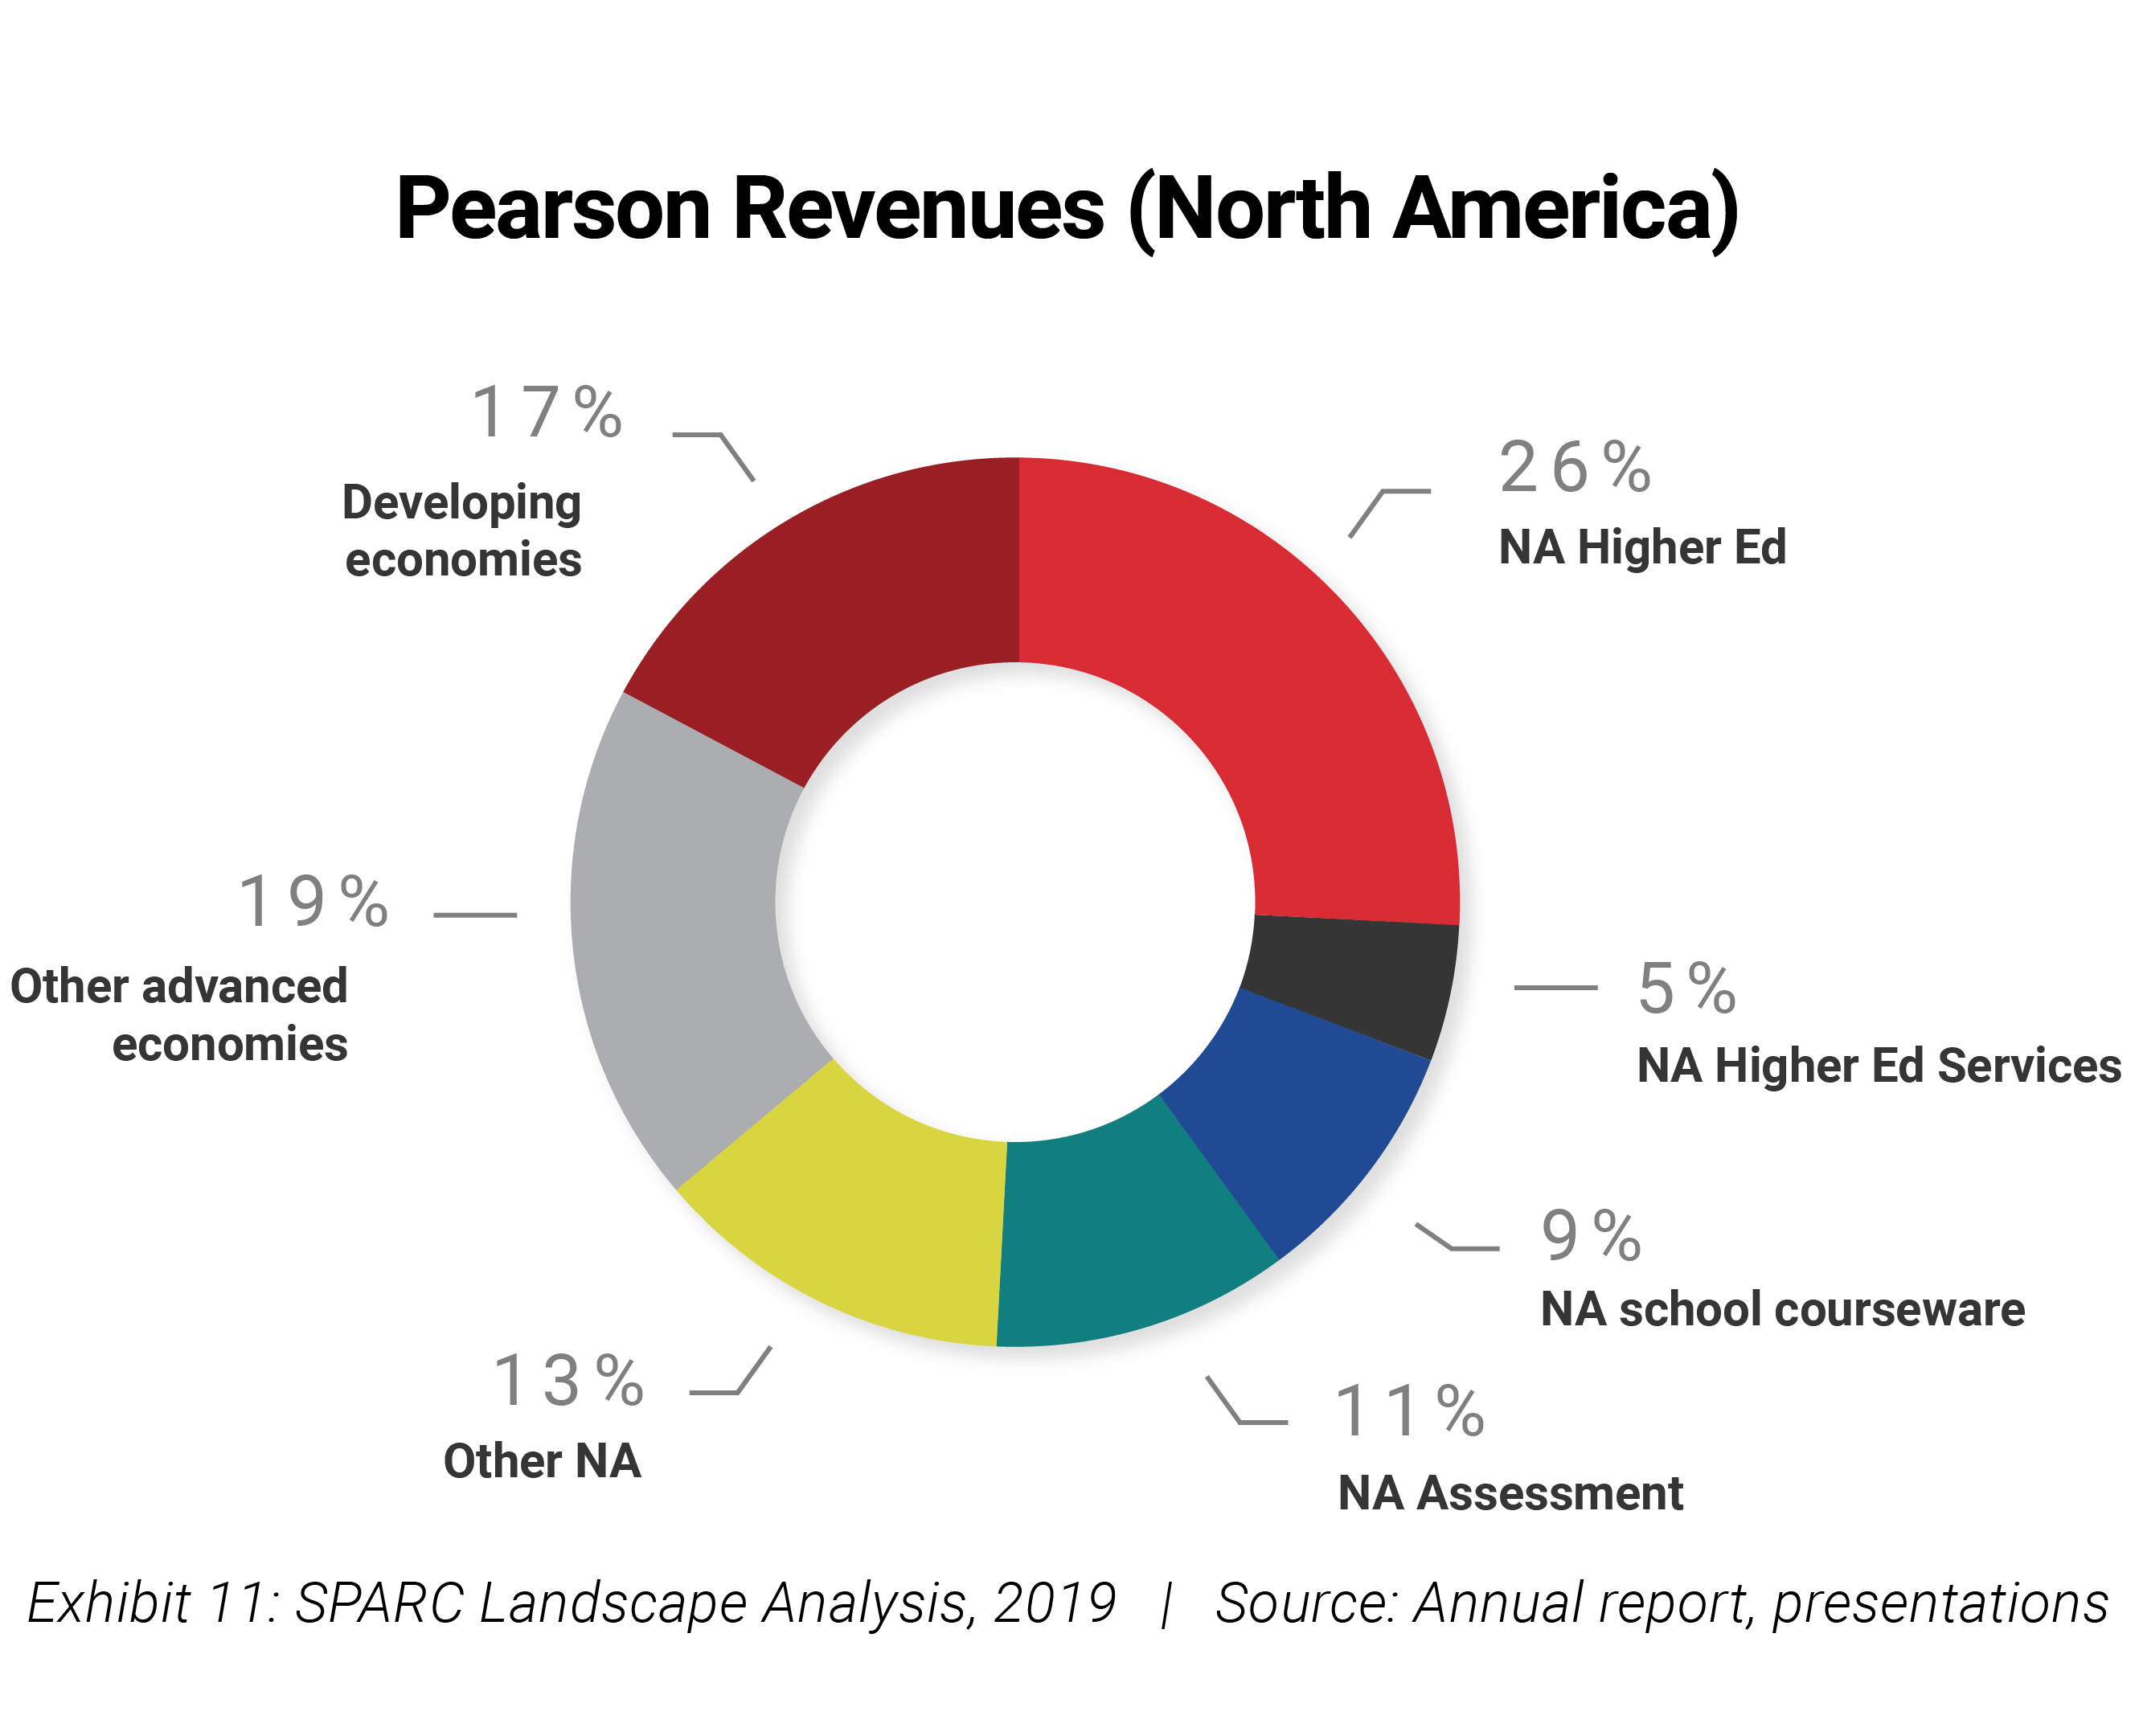 Pearson Revenues (North America)
17%
Developing
economies
26%
NA Higher Ed
19%
Other advanced
economies
5%
NA Higher Ed Services
9%
NA school courseware
13%
Other NA
11%
NA Assessment
Exhibit 11: SPARC Landscape Analysis, 2019 | Source: Annual report, presentations